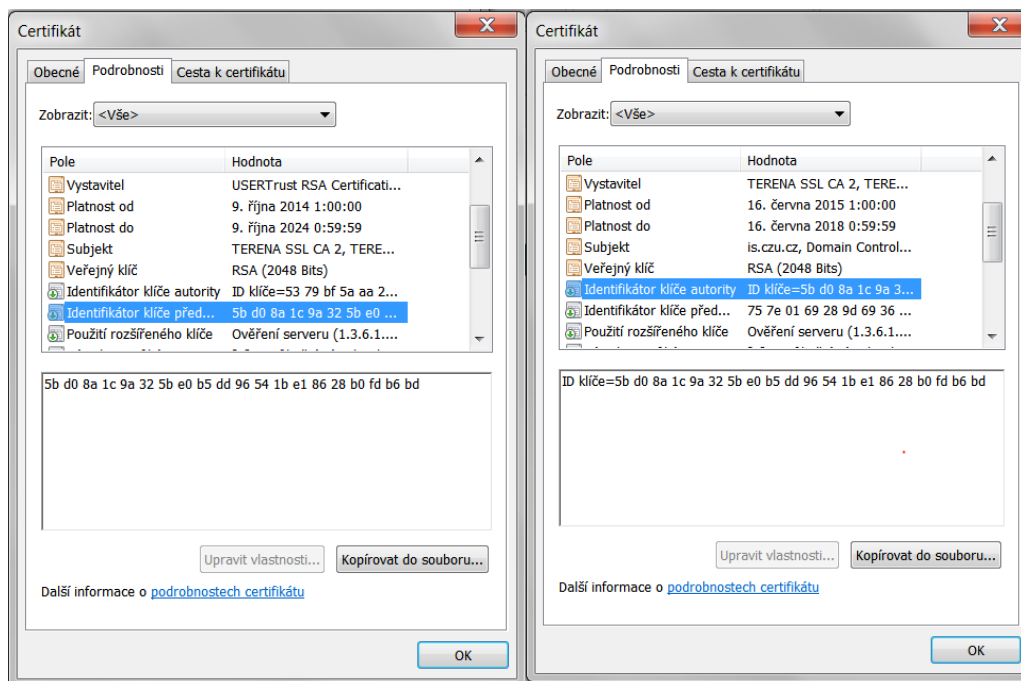 Certifikát
Obecné Podrobnosti Cesta k certifikátu
Zobrazit: <Vše>
Pole Hodnota
Vystavitel USERTrust RSA Certificati...
Platnost od 9. října 2014 1:00:00
Platnost do 9. října 2024 0:59:59
Subjekt TERENA SSL CA 2, TERE...
Veřejný klíč RSA (2048 Bits)
Identifikátor klíče autority ID klíče=53 79 bf 5a aa 2...
Identifikátor klíče před... 5b d0 8a 1c 9a 32 5b e0 ...
Použití rozšířeného klíče Ověření serveru (1.3.6.1....
5b d0 8a 1c 9a 32 5b e0 b5 dd 96 54 1b e1 86 28 b0 fd b6 bd
Upravit vlastnosti... Kopírovat do souboru...
Další informace o podrobnostech certifikátu
OK
Certifikát
Obecné Podrobnosti Cesta k certifikátu
Zobrazit: <Vše>
Pole Hodnota
Vystavitel TERENA SSL CA 2, TERE...
Platnost od 16. června 2015 1:00:00
Platnost do 16. června 2018 0:59:59
Subjekt is.czu.cz, Domain Control...
Veřejný klíč RSA (2048 Bits)
Identifikátor klíče autority ID klíče=5b d0 8a 1c 9a 3...
Identifikátor klíče před... 75 7e 01 69 28 9d 69 36 ...
Použití rozšířeného klíče Ověření serveru (1.3.6.1....
ID klíče=5b d0 8a 1c 9a 32 5b e0 b5 dd 96 54 1b e1 86 28 b0 fd b6 bd
Upravit vlastnosti... Kopírovat do souboru...
Další informace o podrobnostech certifikátu
OK